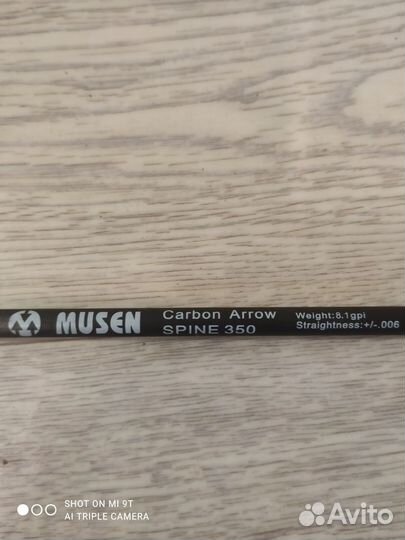 MUSEN Carbon Arrow Weight:8.1gpi
SPINE 350 Straightness:+/-.006
SHOT ON MI 9T
AI TRIPLE CAMERA
Avito